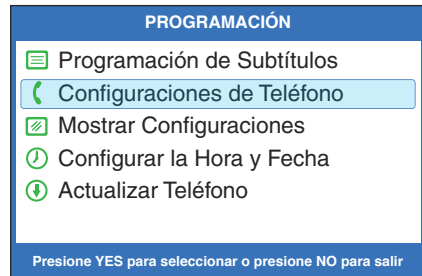 PROGRAMACIÓN
Programación de Subtítulos
Configuraciones de Teléfono
Mostrar Configuraciones
Configurar la Hora y Fecha
Actualizar Teléfono
Presione YES para seleccionar o presione NO para salir